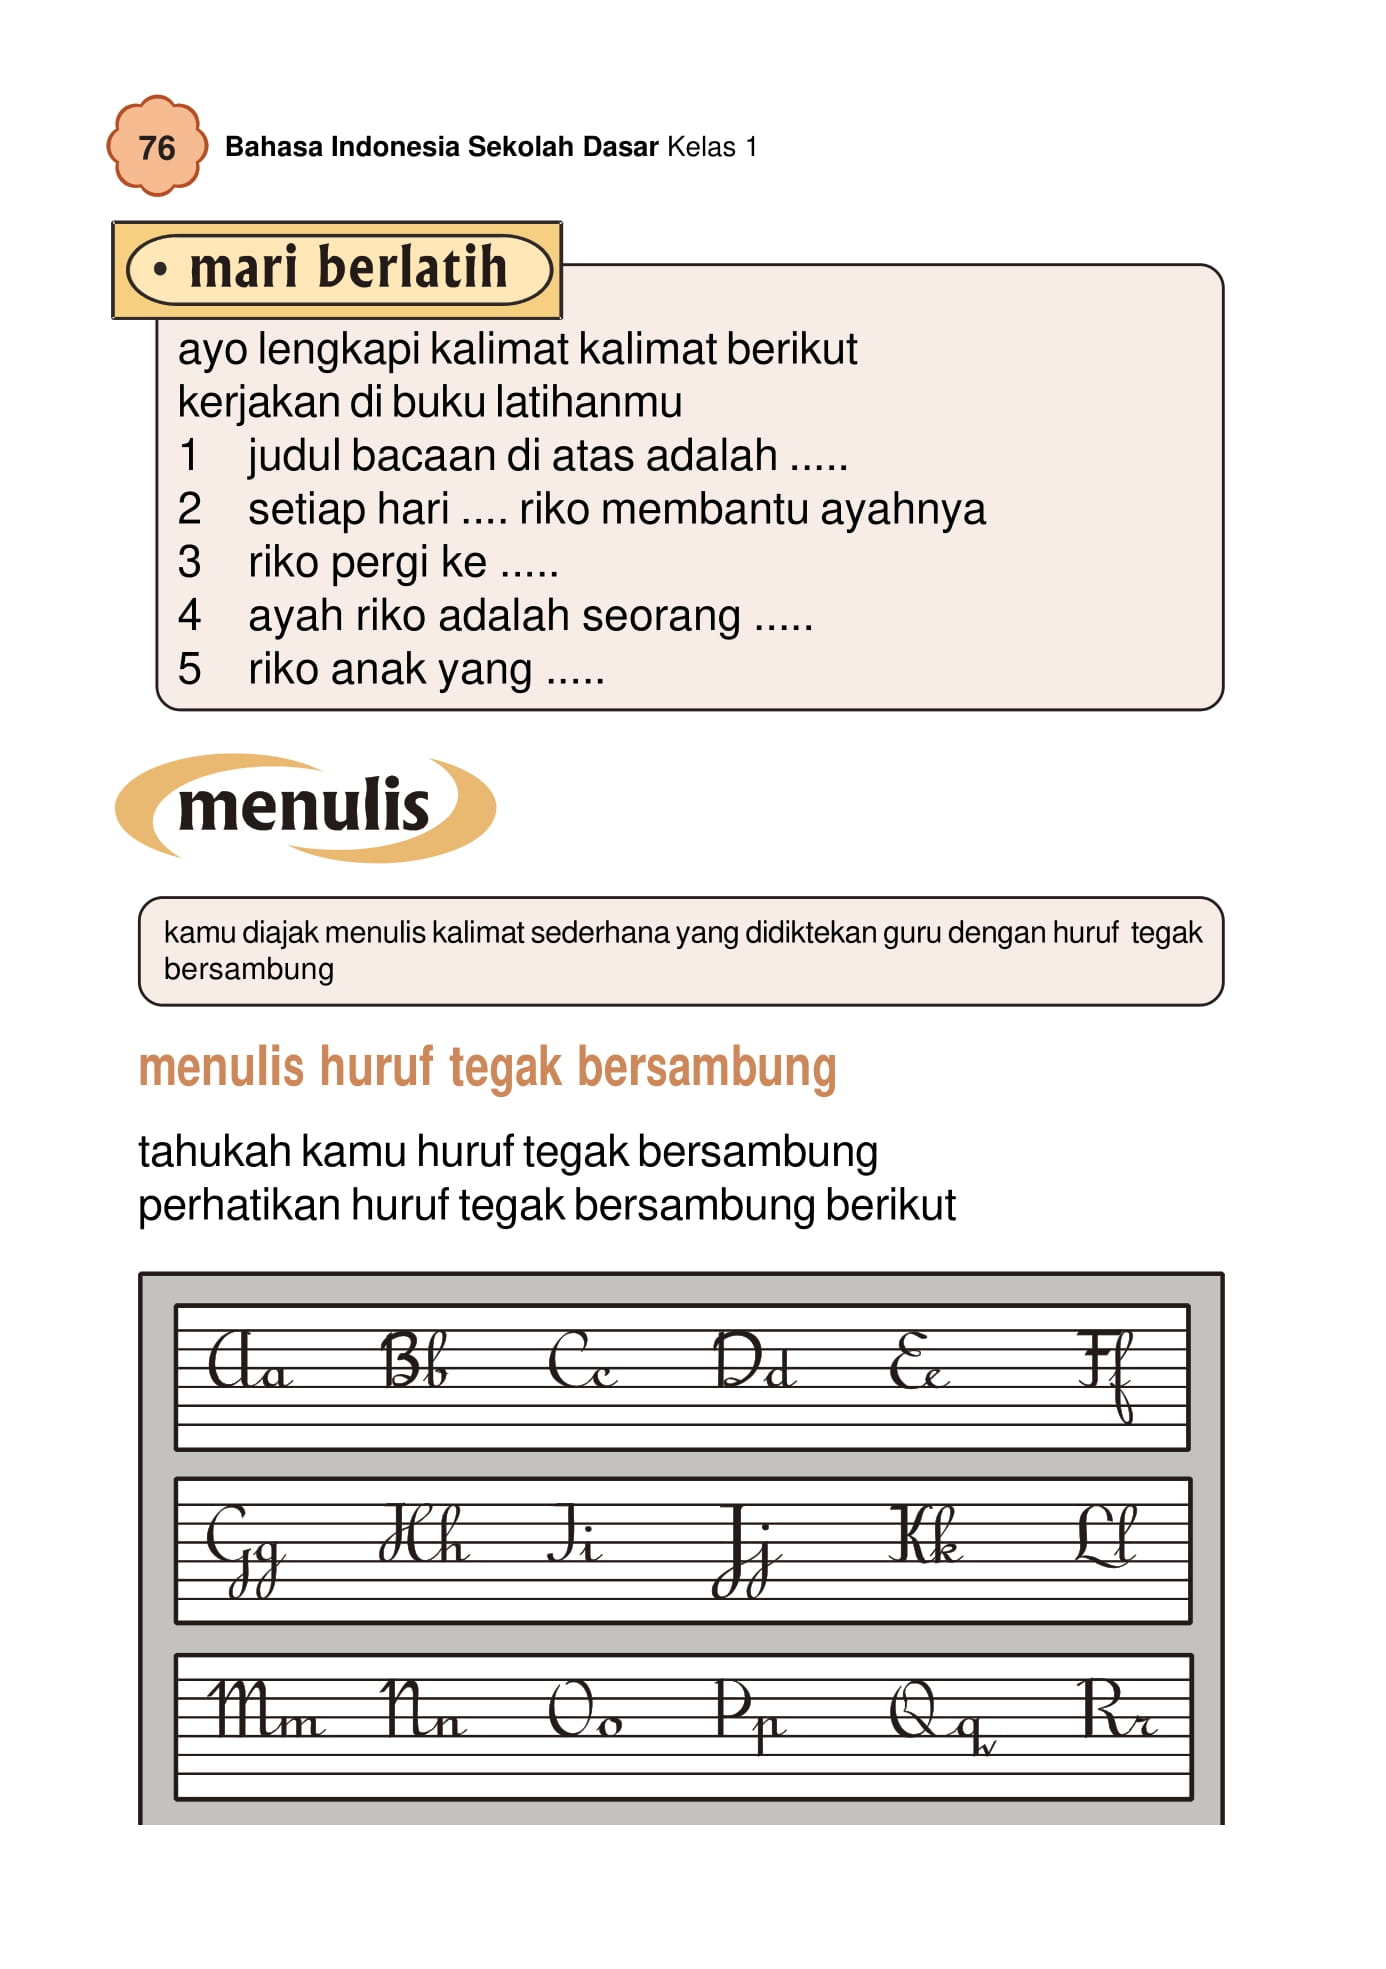 76
Bahasa Indonesia Sekolah Dasar Kelas 1
• mari berlatih
ayo lengkapi kalimat kalimat berikut
kerjakan di buku latihanmu
1 judul bacaan di atas adalah .....
2 setiap hari .... riko membantu ayahnya
3 riko pergi ke .....
4 ayah riko adalah seorang .....
5 riko anak yang .....
menulis
kamu diajak menulis kalimat sederhana yang didiktekan guru dengan huruf tegak
bersambung
menulis huruf tegak bersambung
tahukah kamu huruf tegak bersambung
perhatikan huruf tegak bersambung berikut
Aa Bb Cc Dd Ee Ff
Gg Hh Ii Jj Kk Ll
Mm Nn Oo Pp Qq Rr